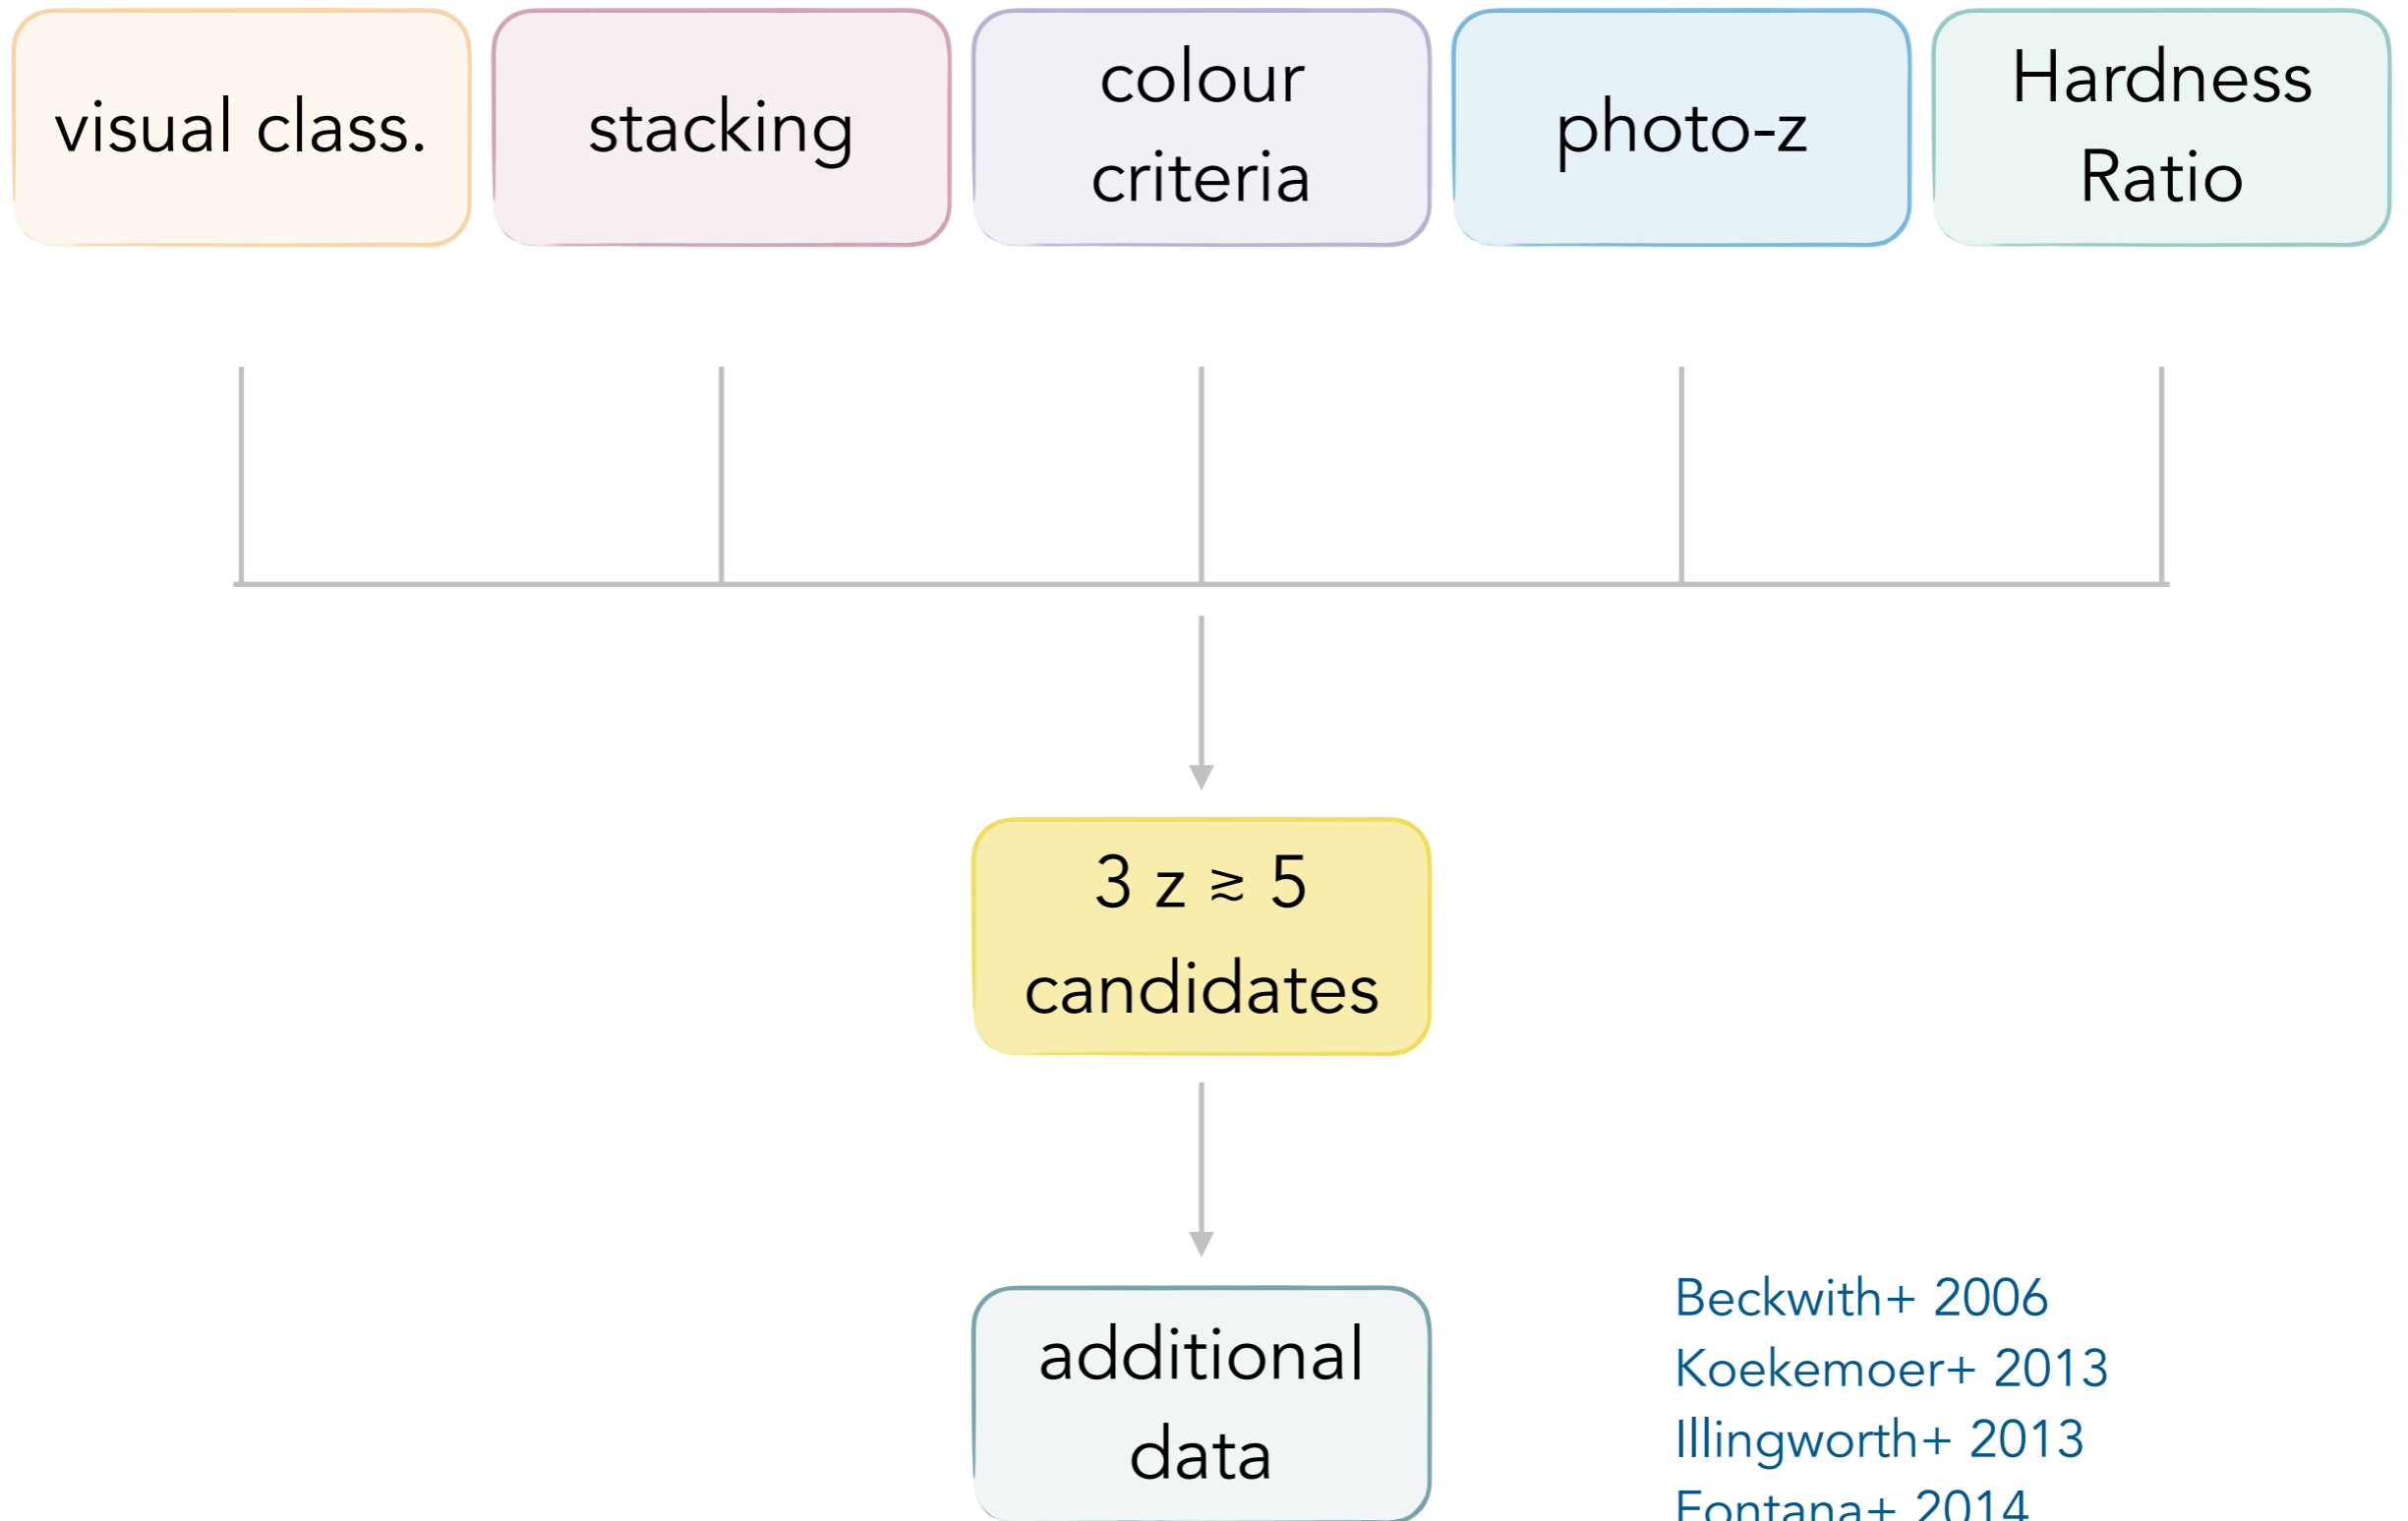 visual class.
stacking
colour
criteria
photo-z
Hardness
Ratio
3 z ⪎ 5
candidates
additional
data
Beckwith+ 2006
Koekemoer+ 2013
Illingworth+ 2013
Fontana+ 2014